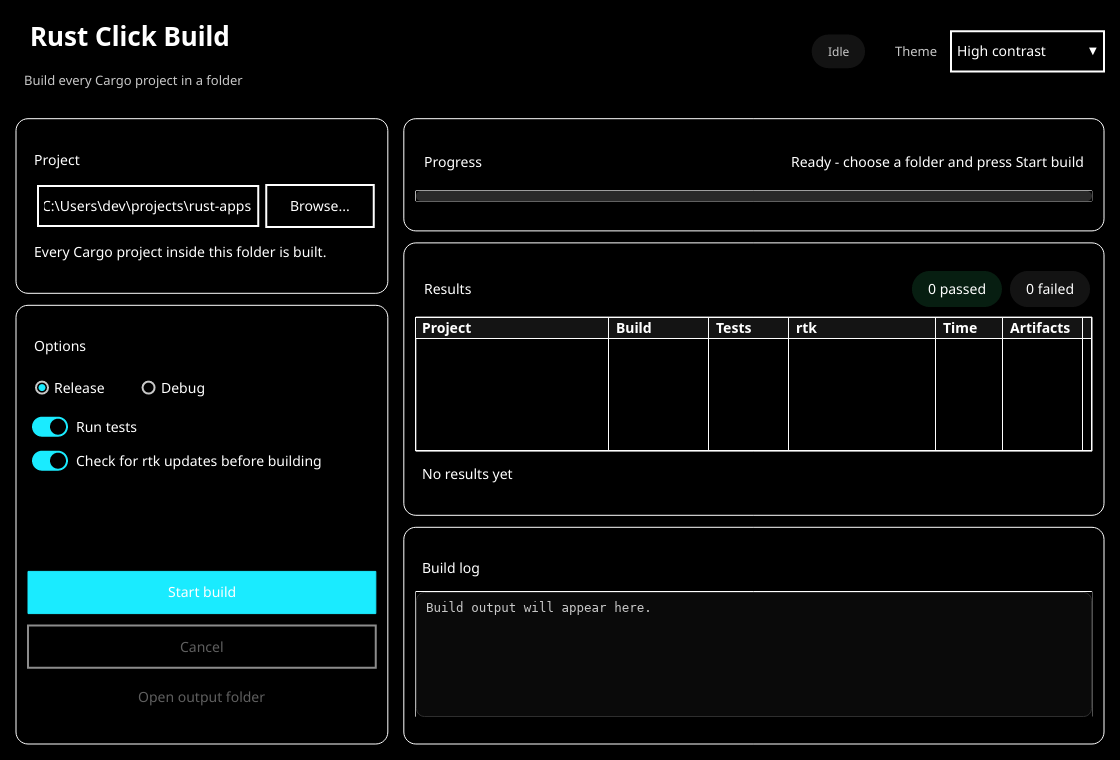 Rust Click Build
Build every Cargo project in a folder
Idle
Theme
High contrast
Project
C:\Users\dev\projects\rust-apps
Browse...
Every Cargo project inside this folder is built.
Options
Release
Debug
Run tests
Check for rtk updates before building
Start build
Cancel
Open output folder
Progress
Ready - choose a folder and press Start build
Results
0 passed
0 failed
Project Build Tests rtk Time Artifacts
No results yet
Build log
Build output will appear here.